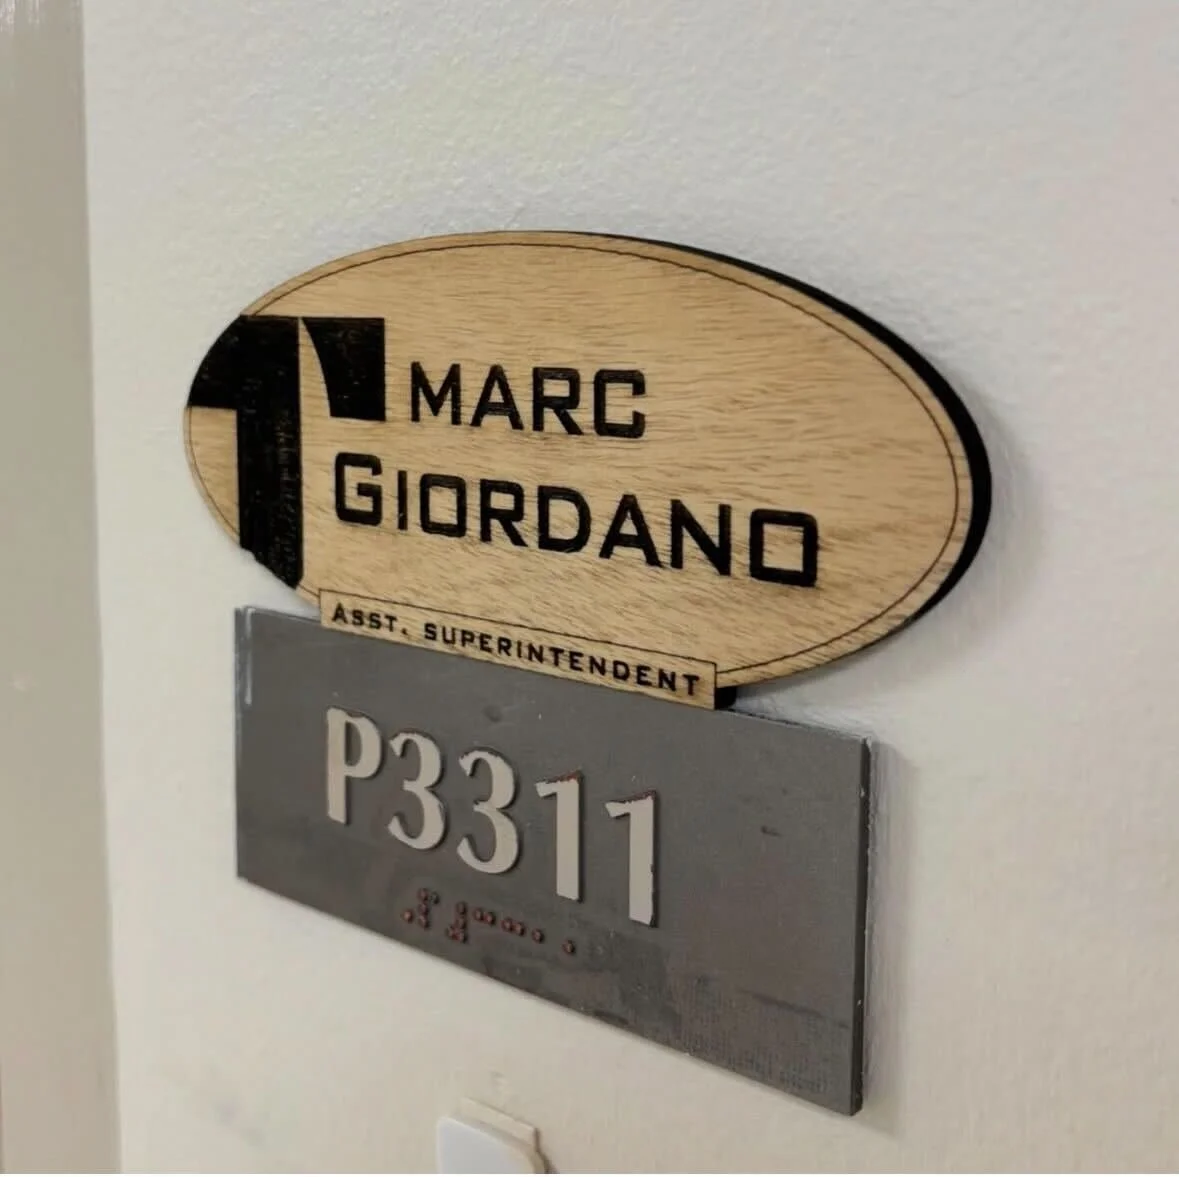 MARC
GIORDANO
ASST. SUPERINTENDENT
P3311